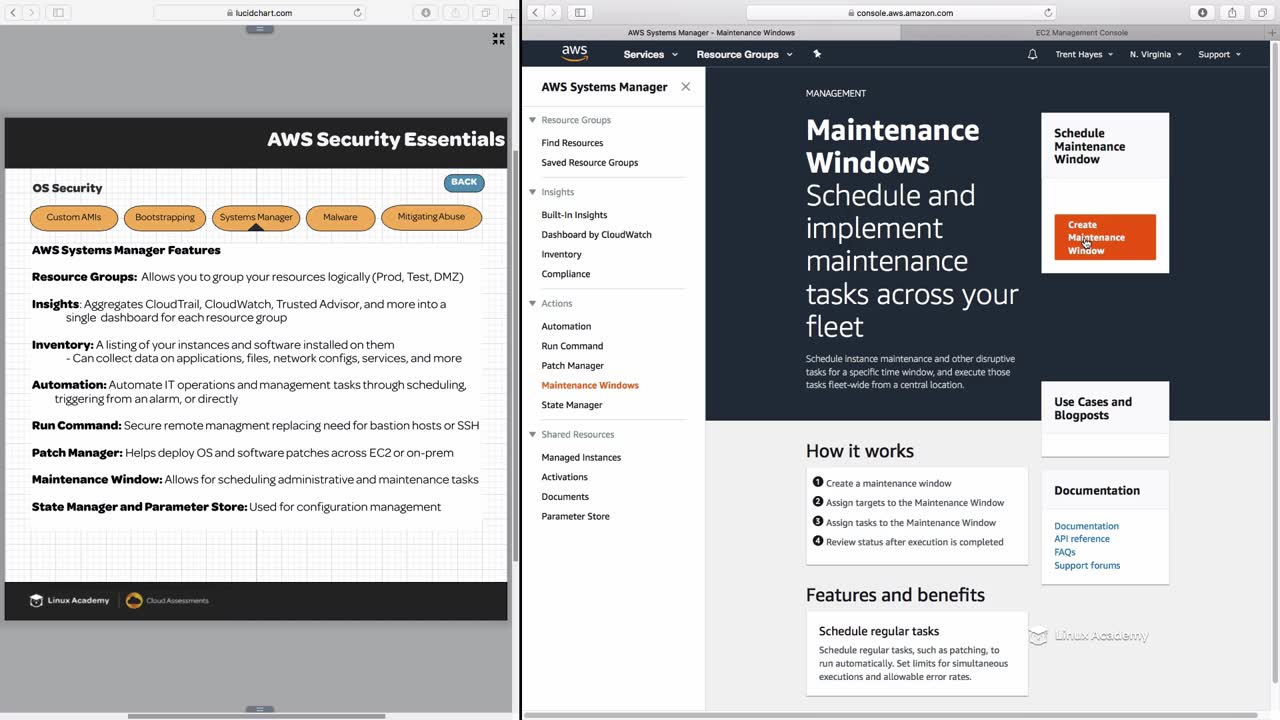 lucidchart.com
AWS Security Essentials
OS Security
BACK
Custom AMIs
Bootstrapping
Systems Manager
Malware
Mitigating Abuse
AWS Systems Manager Features
Resource Groups: Allows you to group your resources logically (Prod, Test, DMZ)
Insights: Aggregates CloudTrail, CloudWatch, Trusted Advisor, and more into a
single dashboard for each resource group
Inventory: A listing of your instances and software installed on them
- Can collect data on applications, files, network configs, services, and more
Automation: Automate IT operations and management tasks through scheduling,
triggering from an alarm, or directly
Run Command: Secure remote managment replacing need for bastion hosts or SSH
Patch Manager: Helps deploy OS and software patches across EC2 or on-prem
Maintenance Window: Allows for scheduling administrative and maintenance tasks
State Manager and Parameter Store: Used for configuration management
Linux Academy
Cloud Assessments
console.aws.amazon.com
AWS Systems Manager - Maintenance Windows
EC2 Management Console
aws
Services
Resource Groups
Trent Hayes
N. Virginia
Support
AWS Systems Manager
Resource Groups
Find Resources
Saved Resource Groups
Insights
Built-In Insights
Dashboard by CloudWatch
Inventory
Compliance
Actions
Automation
Run Command
Patch Manager
Maintenance Windows
State Manager
Shared Resources
Managed Instances
Activations
Documents
Parameter Store
MANAGEMENT
Maintenance
Windows
Schedule and
implement
maintenance
tasks across your
fleet
Schedule instance maintenance and other disruptive
tasks for a specific time window, and execute those
tasks fleet-wide from a central location.
Schedule
Maintenance
Window
Create
Maintenance
Window
How it works
1 Create a maintenance window
2 Assign targets to the Maintenance Window
3 Assign tasks to the Maintenance Window
4 Review status after execution is completed
Features and benefits
Schedule regular tasks
Schedule regular tasks, such as patching, to
run automatically. Set limits for simultaneous
executions and allowable error rates.
Use Cases and
Blogposts
Documentation
Documentation
API reference
FAQs
Support forums
Linux Academy